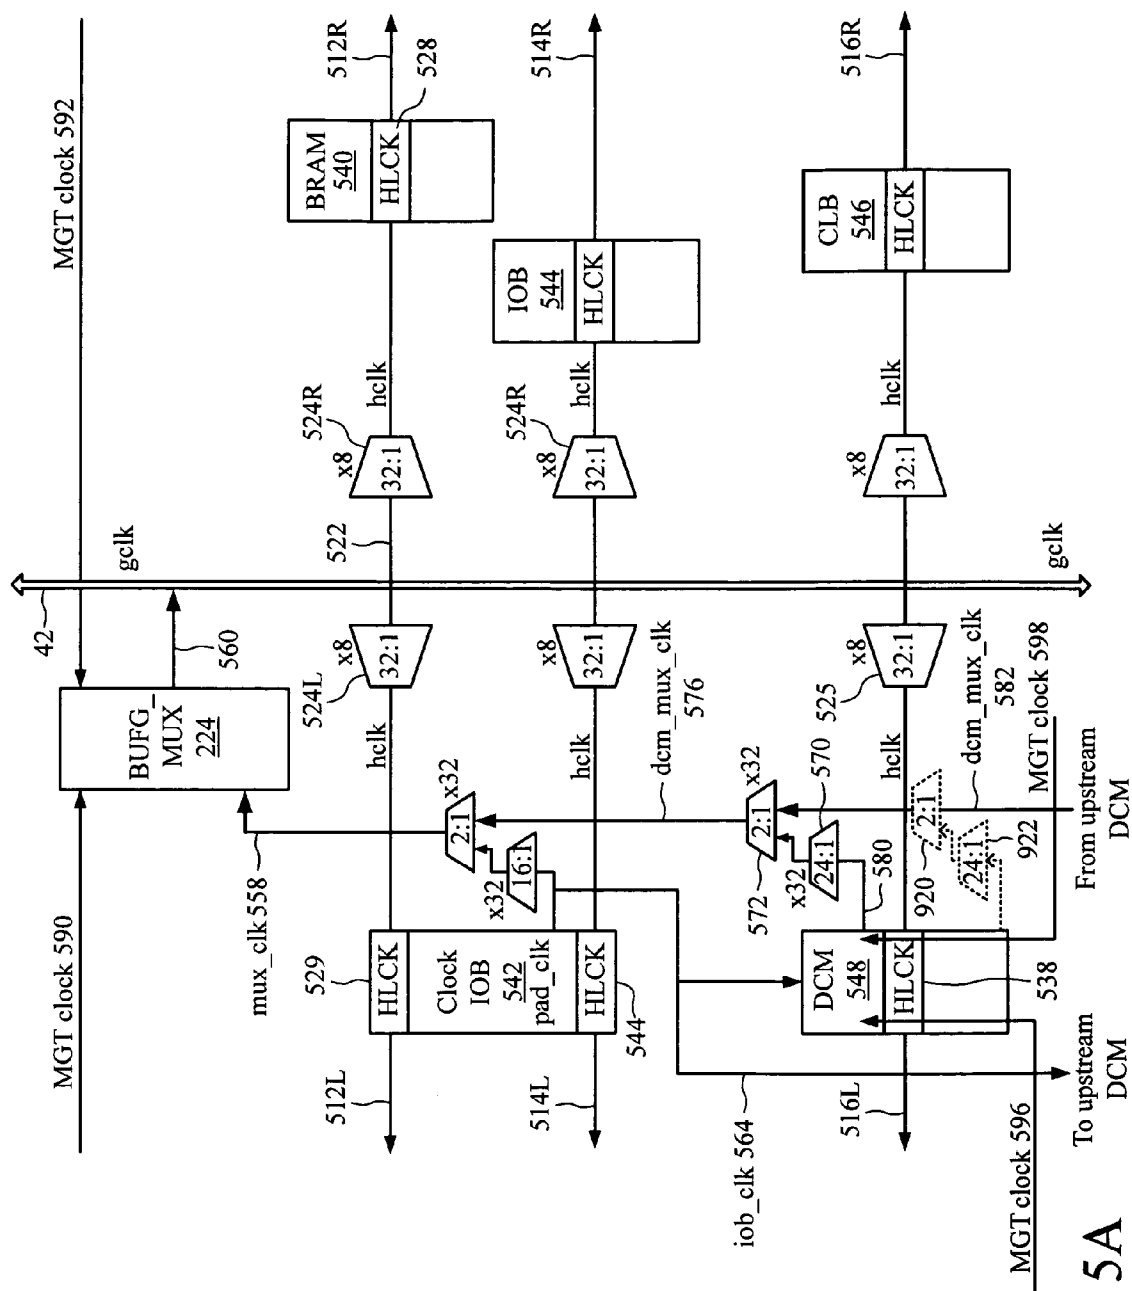 MGT clock 590
MGT clock 592
BUFG_
MUX
224
mux_clk 558
560
42
gclk
512L
529
HLCK
hclk
x8
32:1
524L
522
x8
32:1
524R
hclk
BRAM
540
HLCK
528
512R
Clock
IOB
542
pad_clk
2:1
x32
16:1
x32
514L
HLCK
544
hclk
x8
32:1
x8
32:1
524R
hclk
IOB
544
HLCK
514R
iob_clk 564
dcm_mux_clk
576
2:1
x32
572
24:1
x32
570
580
516L
DCM
548
HLCK
538
hclk
x8
32:1
525
x8
32:1
hclk
CLB
546
HLCK
516R
2:1
920
24:1
922
dcm_mux_clk
582
MGT clock 598
MGT clock 596
gclk
To upstream
DCM
From upstream
DCM
5A